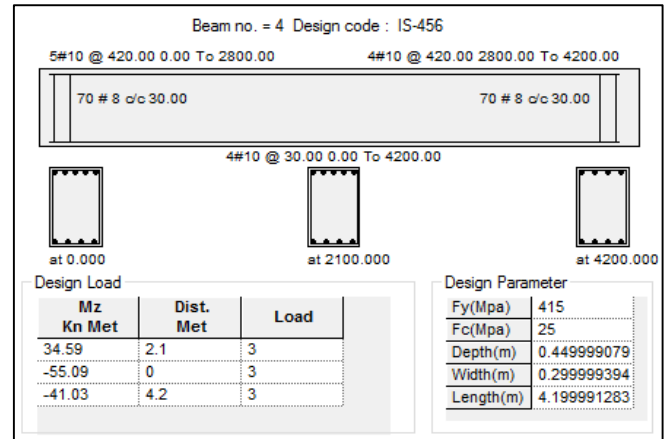 Beam no. = 4 Design code : IS-456
5#10 @ 420.00 0.00 To 2800.00 4#10 @ 420.00 2800.00 To 4200.00
70 # 8 c/c 30.00 70 # 8 c/c 30.00
4#10 @ 30.00 0.00 To 4200.00
at 0.000 at 2100.000 at 4200.000
Design Load Design Parameter
Mz Kn Met Dist. Met Load
34.59 2.1 3
-55.09 0 3
-41.03 4.2 3
Fy(Mpa) 415
Fc(Mpa) 25
Depth(m) 0.449999079
Width(m) 0.299999394
Length(m) 4.199991283